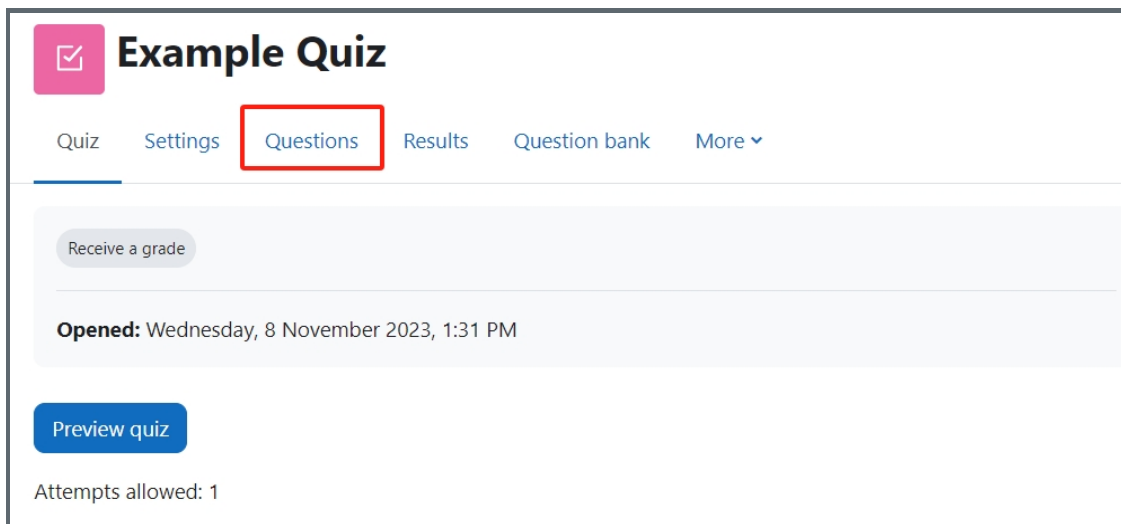 Example Quiz
Quiz Settings Questions Results Question bank More
Receive a grade
Opened: Wednesday, 8 November 2023, 1:31 PM
Preview quiz
Attempts allowed: 1